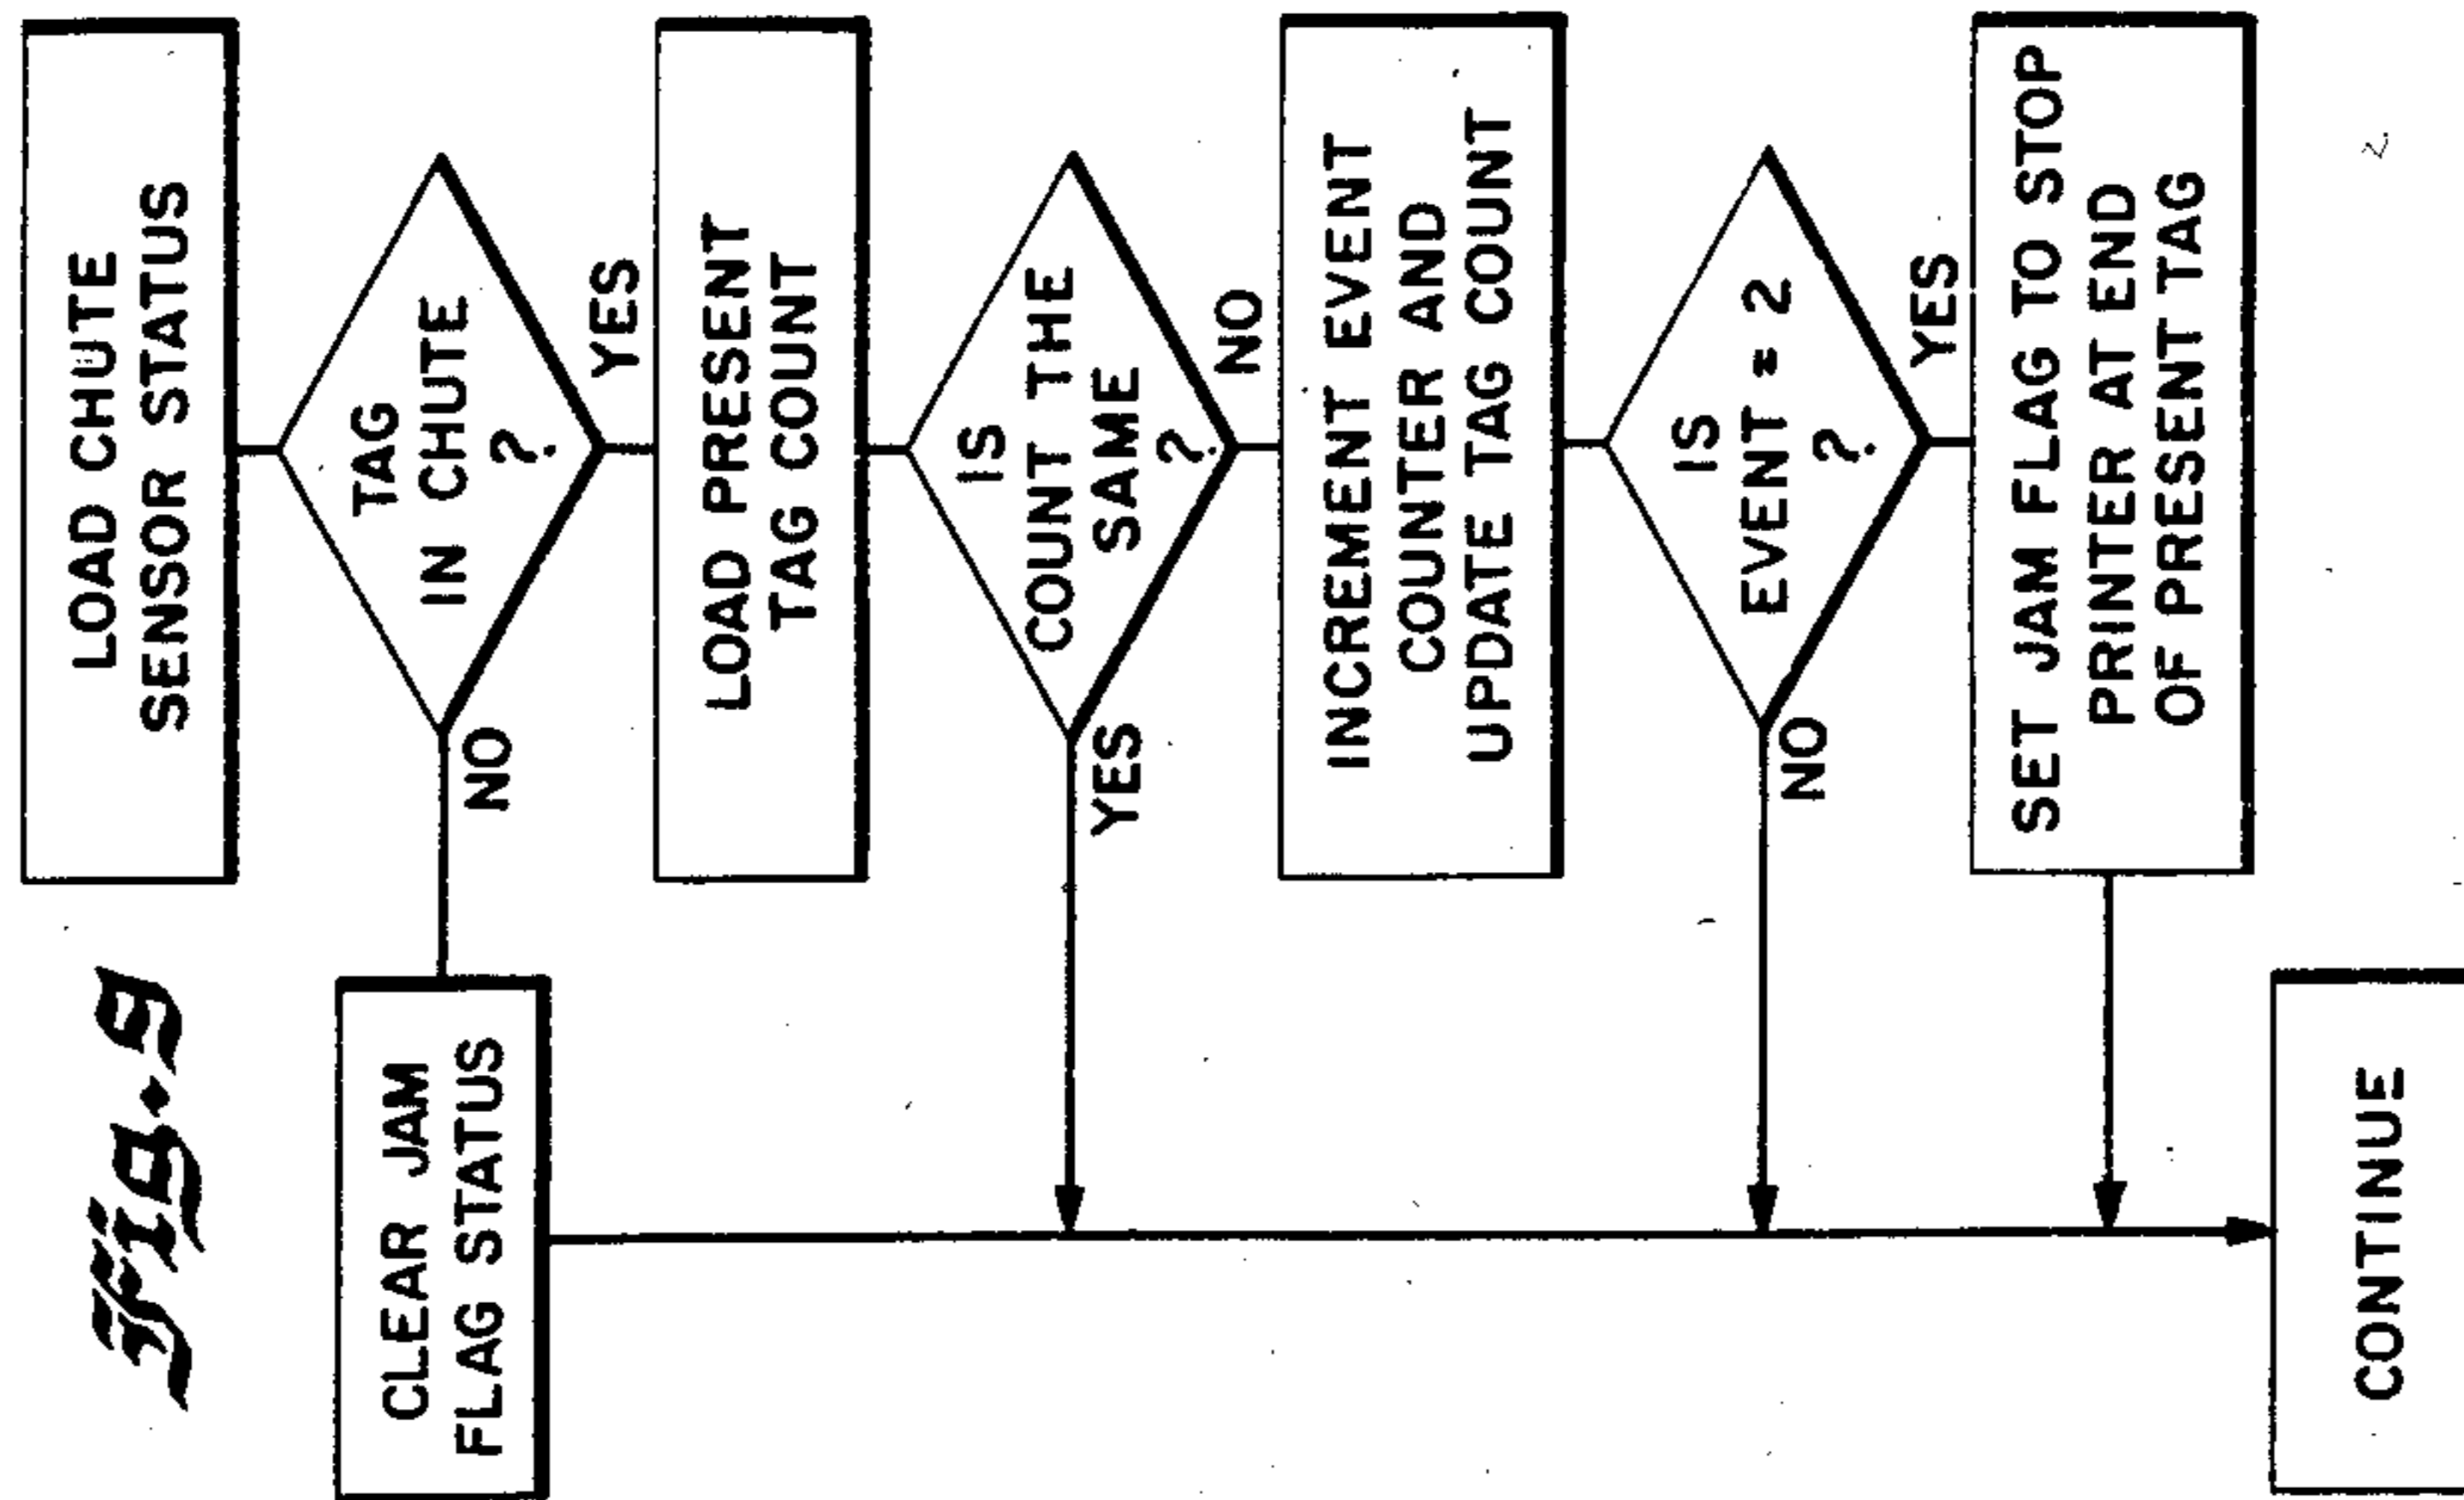 Fig. 9
LOAD CHUTE
SENSOR STATUS
TAG
IN CHUTE
?
NO
YES
CLEAR JAM
FLAG STATUS
LOAD PRESENT
TAG COUNT
IS
COUNT THE
SAME
?
YES
NO
INCREMENT EVENT
COUNTER AND
UPDATE TAG COUNT
IS
EVENT = 2
?
NO
YES
SET JAM FLAG TO STOP
PRINTER AT END
OF PRESENT TAG
CONTINUE